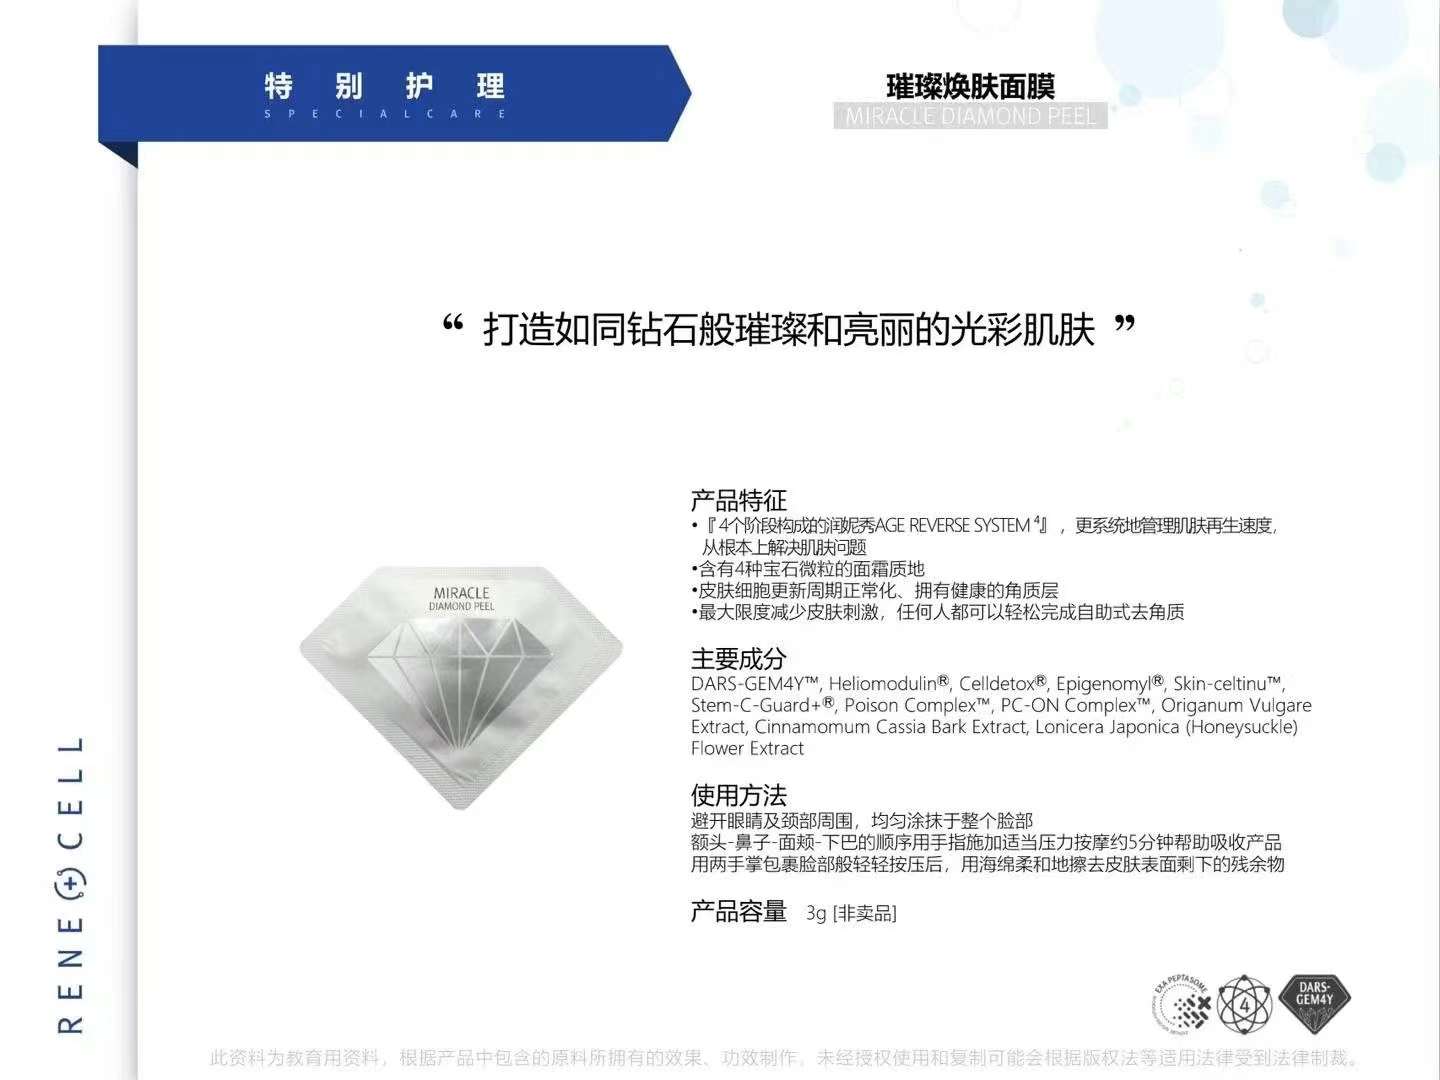 特别护理
SPECIALCARE
璀璨焕肤面膜
MIRACLE DIAMOND PEEL
“ 打造如同钻石般璀璨和亮丽的光彩肌肤 ”
MIRACLE
DIAMOND PEEL
产品特征
•『4个阶段构成的润妮秀AGE REVERSE SYSTEM ⁴』，更系统地管理肌肤再生速度，
从根本上解决肌肤问题
•含有4种宝石微粒的面霜质地
•皮肤细胞更新周期正常化、拥有健康的角质层
•最大限度减少皮肤刺激，任何人都可以轻松完成自助式去角质
主要成分
DARS-GEM4Y™, Heliomodulin®, Celldetox®, Epigenomyl®, Skin-celtinu™,
Stem-C-Guard+®, Poison Complex™, PC-ON Complex™, Origanum Vulgare
Extract, Cinnamomum Cassia Bark Extract, Lonicera Japonica (Honeysuckle)
Flower Extract
使用方法
避开眼睛及颈部周围，均匀涂抹于整个脸部
额头-鼻子-面颊-下巴的顺序用手指施加适当压力按摩约5分钟帮助吸收产品
用两手掌包裹脸部般轻轻按压后，用海绵柔和地擦去皮肤表面剩下的残余物
产品容量 3g [非卖品]
RENE CELL
EXA PEPTASOME
4
DARS-
GEM4Y
此资料为教育用资料，根据产品中包含的原料所拥有的效果、功效制作，未经授权使用和复制可能会根据版权法等适用法律受到法律制裁。